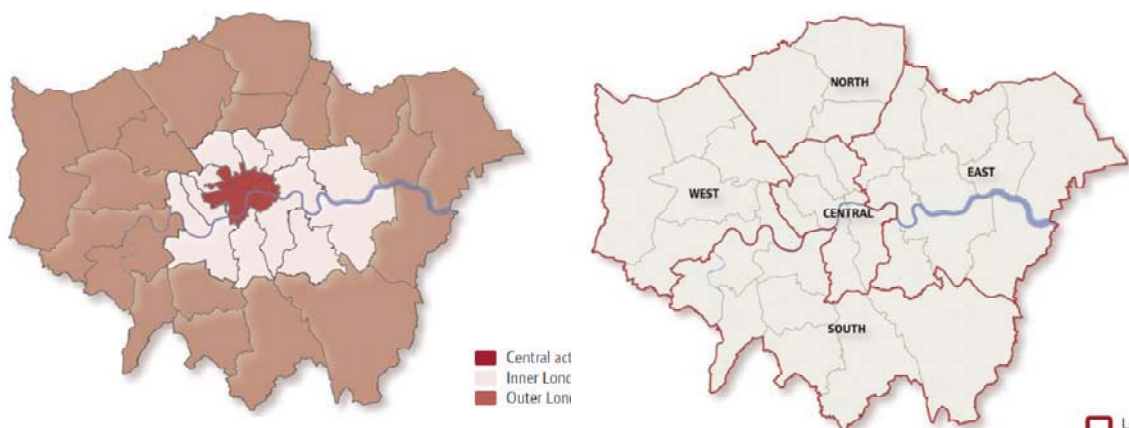 Central act
Inner Lond
Outer Lond
NORTH
WEST
EAST
CENTRAL
SOUTH